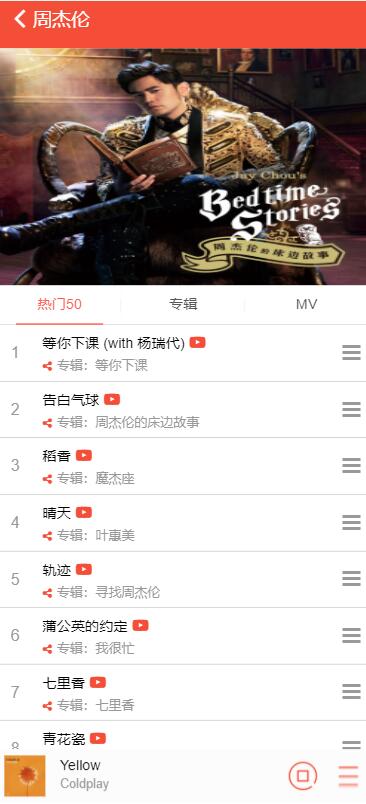 周杰伦
Jay Chou's
Bedtime
Stories
周杰伦的床边故事
热门50
专辑
MV
1
等你下课 (with 杨瑞代)
专辑：等你下课
2
告白气球
专辑：周杰伦的床边故事
3
稻香
专辑：魔杰座
4
晴天
专辑：叶惠美
5
轨迹
专辑：寻找周杰伦
6
蒲公英的约定
专辑：我很忙
7
七里香
专辑：七里香
8
青花瓷
Yellow
Coldplay